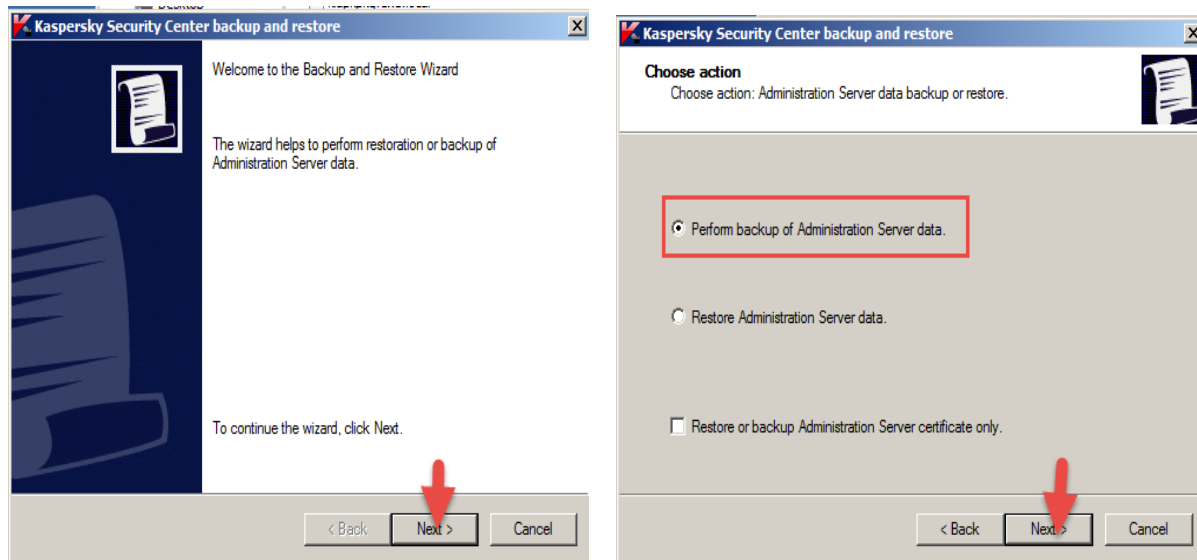 Desktop
Kaspersky Security Center backup and restore
Welcome to the Backup and Restore Wizard
The wizard helps to perform restoration or backup of
Administration Server data.
To continue the wizard, click Next.
< Back
Next >
Cancel
Kaspersky Security Center backup and restore
Choose action
Choose action: Administration Server data backup or restore.
Perform backup of Administration Server data.
Restore Administration Server data.
Restore or backup Administration Server certificate only.
< Back
Next >
Cancel